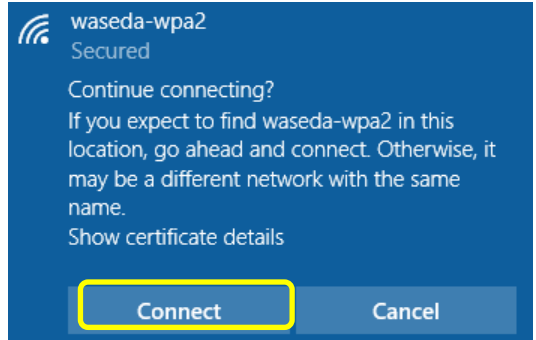 waseda-wpa2
Secured
Continue connecting?
If you expect to find waseda-wpa2 in this
location, go ahead and connect. Otherwise, it
may be a different network with the same
name.
Show certificate details
Connect
Cancel